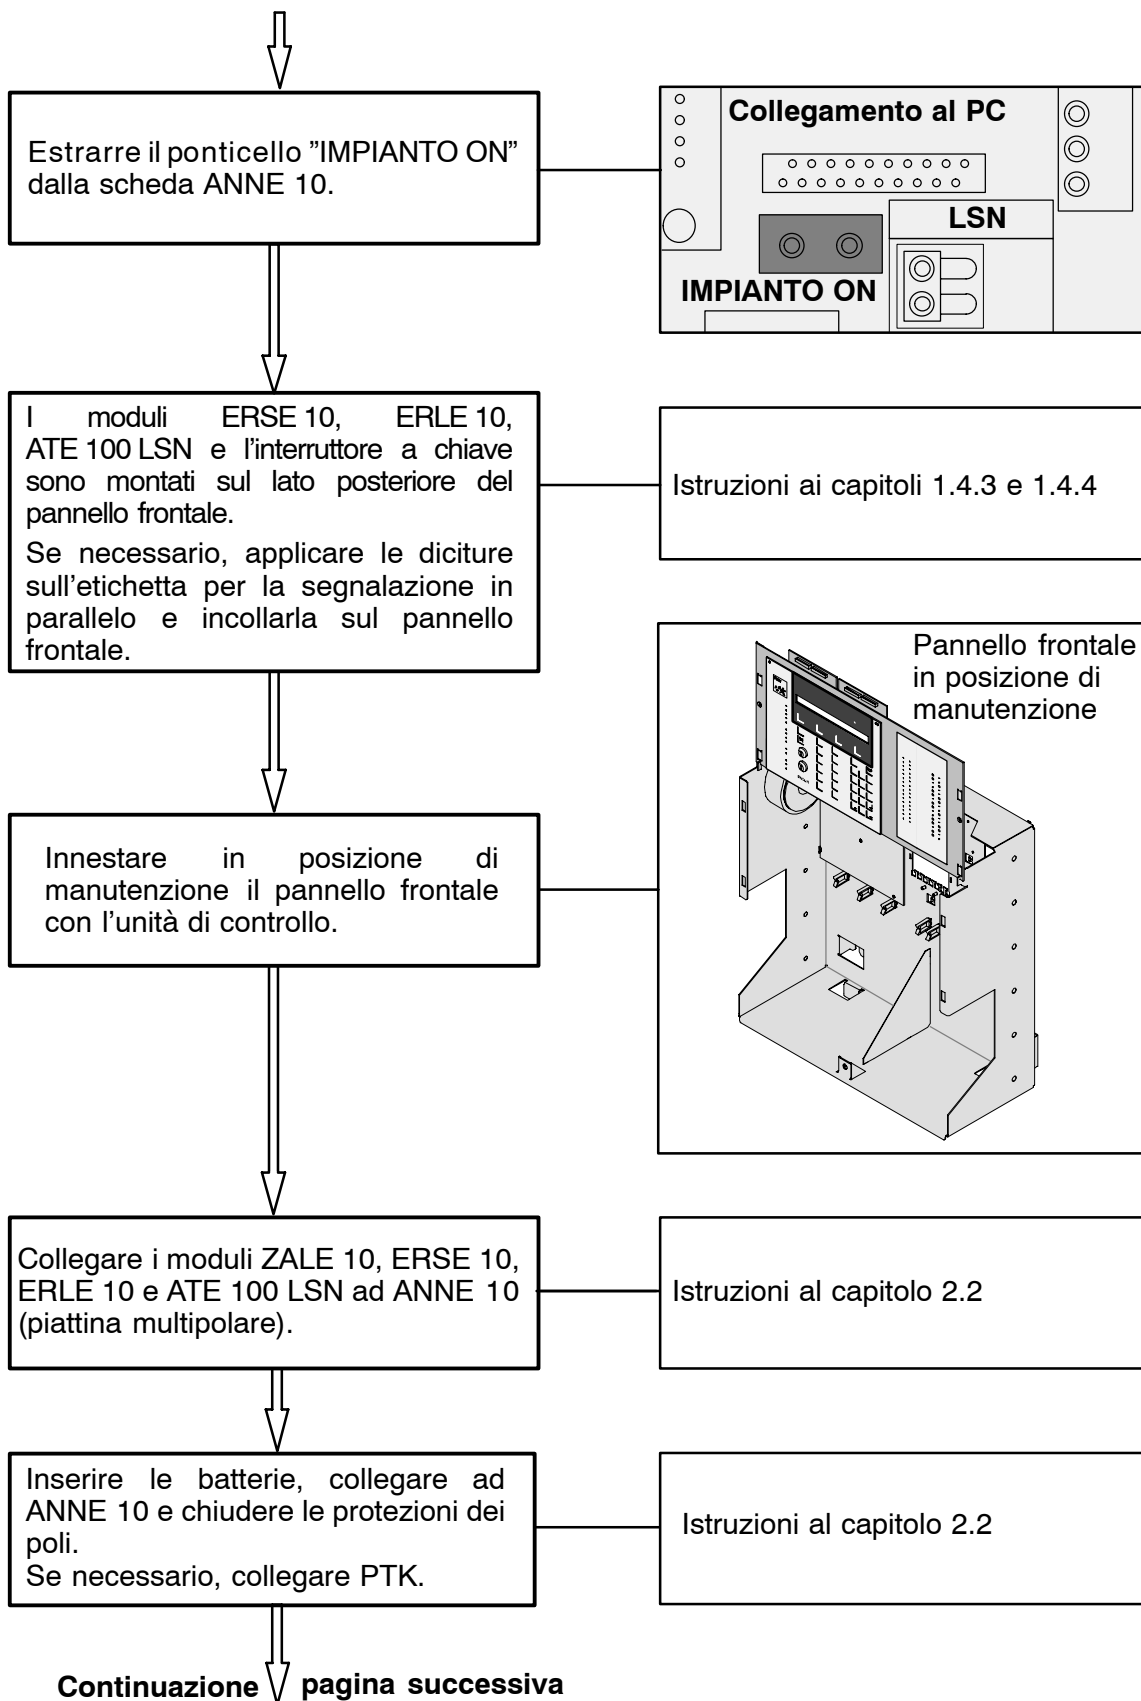 Estrarre il ponticello "IMPIANTO ON"
dalla scheda ANNE 10.
Collegamento al PC
LSN
IMPIANTO ON
I moduli ERSE 10, ERLE 10,
ATE 100 LSN e l'interruttore a chiave
sono montati sul lato posteriore del
pannello frontale.
Se necessario, applicare le diciture
sull'etichetta per la segnalazione in
parallelo e incollarla sul pannello
frontale.
Istruzioni ai capitoli 1.4.3 e 1.4.4
Pannello frontale
in posizione di
manutenzione
Innestare in posizione di
manutenzione il pannello frontale
con l'unità di controllo.
Collegare i moduli ZALE 10, ERSE 10,
ERLE 10 e ATE 100 LSN ad ANNE 10
(piattina multipolare).
Istruzioni al capitolo 2.2
Inserire le batterie, collegare ad
ANNE 10 e chiudere le protezioni dei
poli.
Se necessario, collegare PTK.
Istruzioni al capitolo 2.2
Continuazione pagina successiva